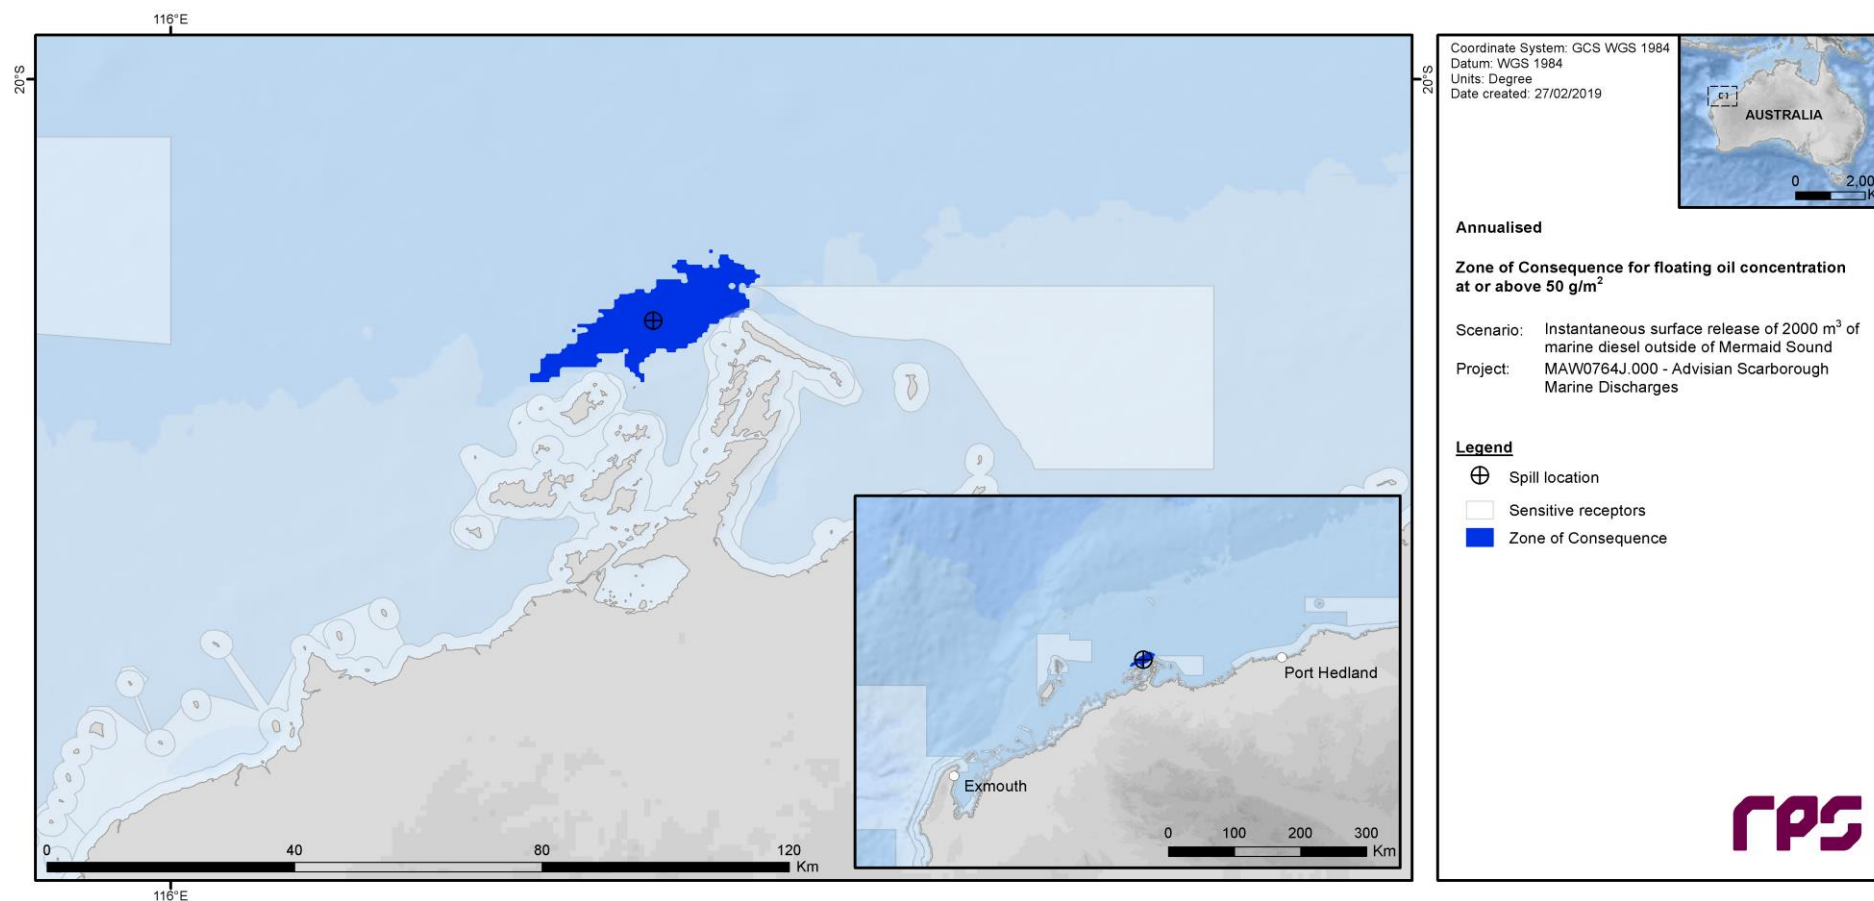 116°E
20°S
20°S
Coordinate System: GCS WGS 1984
Datum: WGS 1984
Units: Degree
Date created: 27/02/2019
AUSTRALIA
0 2,00
K
Annualised
Zone of Consequence for floating oil concentration
at or above 50 g/m²
Scenario: Instantaneous surface release of 2000 m³ of
marine diesel outside of Mermaid Sound
Project: MAW0764J.000 - Advisian Scarborough
Marine Discharges
Legend
Spill location
Sensitive receptors
Zone of Consequence
Port Hedland
Exmouth
0 100 200 300
Km
0 40 80 120
Km
116°E
rps